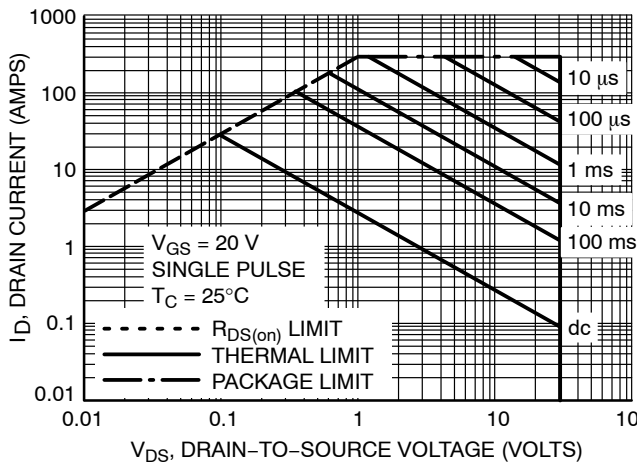 1000
100
10
1
0.1
0.01
I_D, DRAIN CURRENT (AMPS)
10 µs
100 µs
1 ms
10 ms
100 ms
dc
V_GS = 20 V
SINGLE PULSE
T_C = 25°C
R_DS(on) LIMIT
THERMAL LIMIT
PACKAGE LIMIT
0.01 0.1 1 10 100
V_DS, DRAIN−TO−SOURCE VOLTAGE (VOLTS)